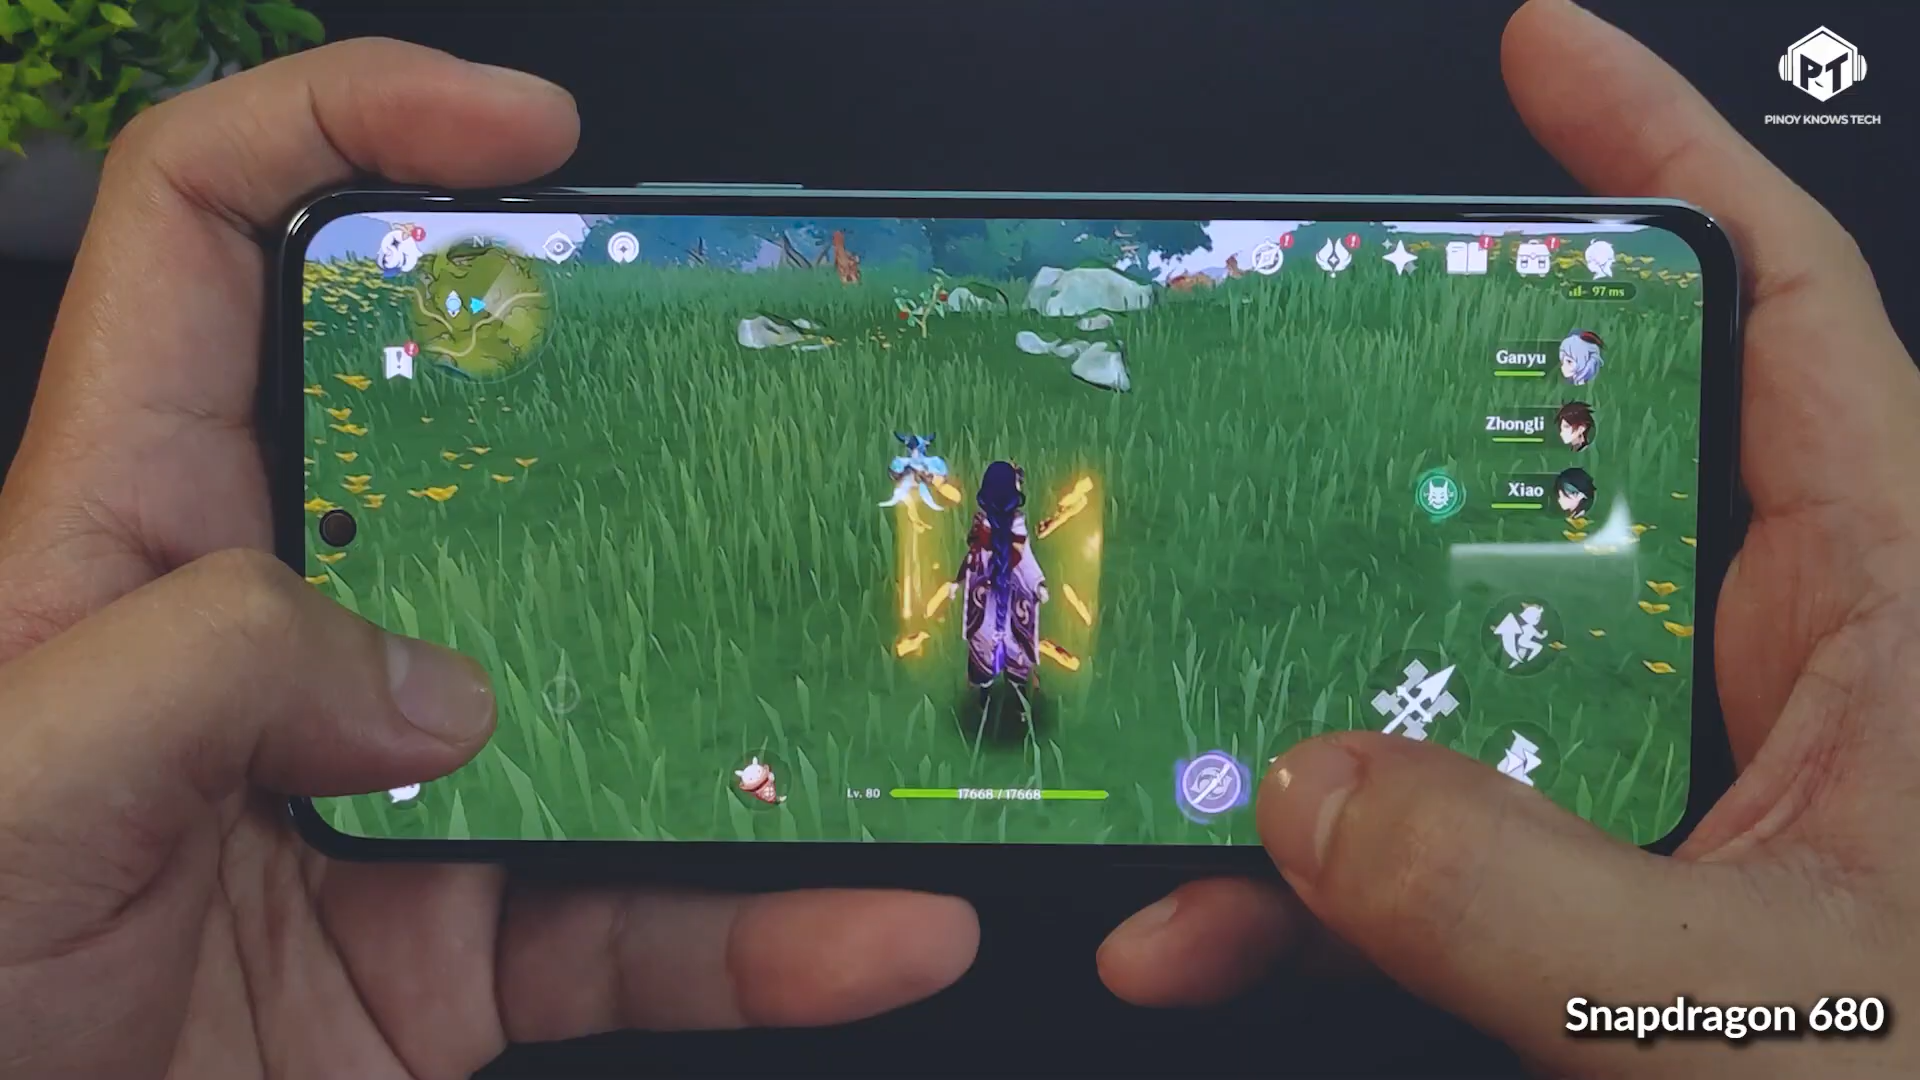 PT
PINOY KNOWS TECH
N
97 ms
Ganyu
Zhongli
Xiao
Lv. 80
17668 / 17668
Snapdragon 680